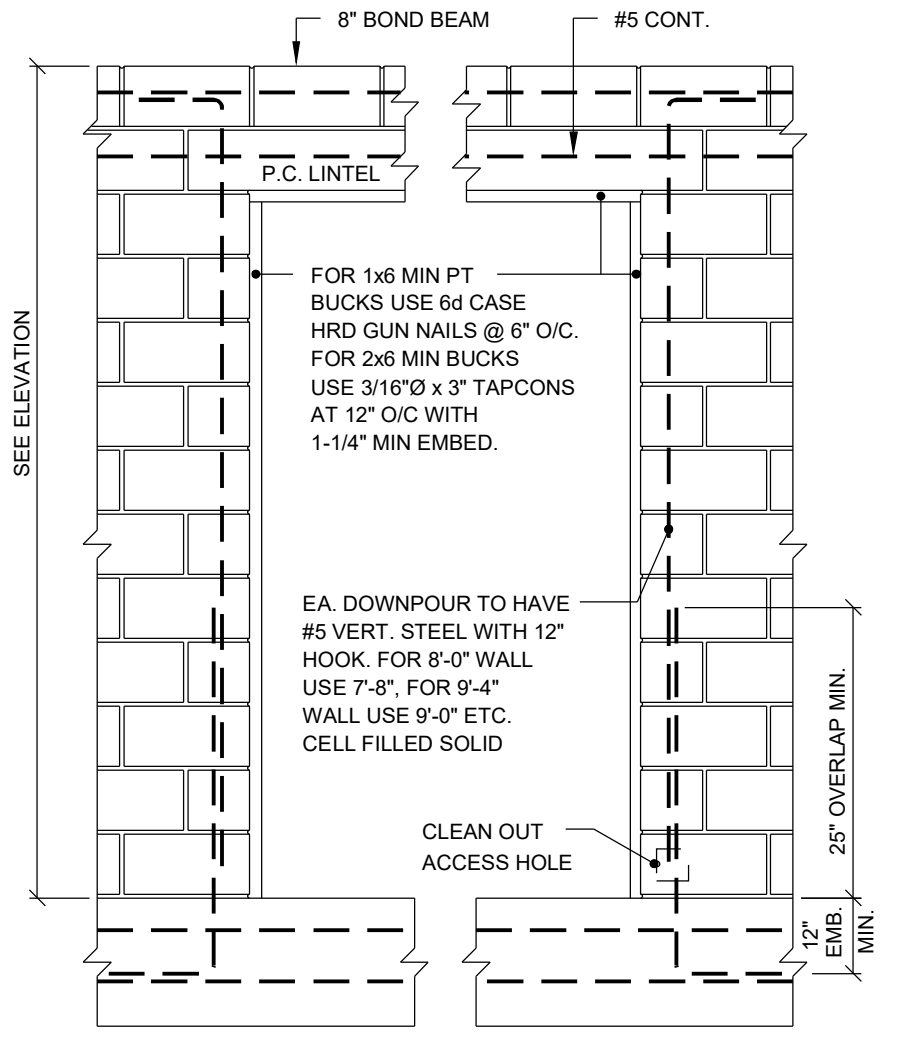 8" BOND BEAM
#5 CONT.
P.C. LINTEL
FOR 1x6 MIN PT
BUCKS USE 6d CASE
HRD GUN NAILS @ 6" O/C.
FOR 2x6 MIN BUCKS
USE 3/16"Ø x 3" TAPCONS
AT 12" O/C WITH
1-1/4" MIN EMBED.
SEE ELEVATION
EA. DOWNPOUR TO HAVE
#5 VERT. STEEL WITH 12"
HOOK. FOR 8'-0" WALL
USE 7'-8", FOR 9'-4"
WALL USE 9'-0" ETC.
CELL FILLED SOLID
25" OVERLAP MIN.
CLEAN OUT
ACCESS HOLE
12"
EMB.
MIN.